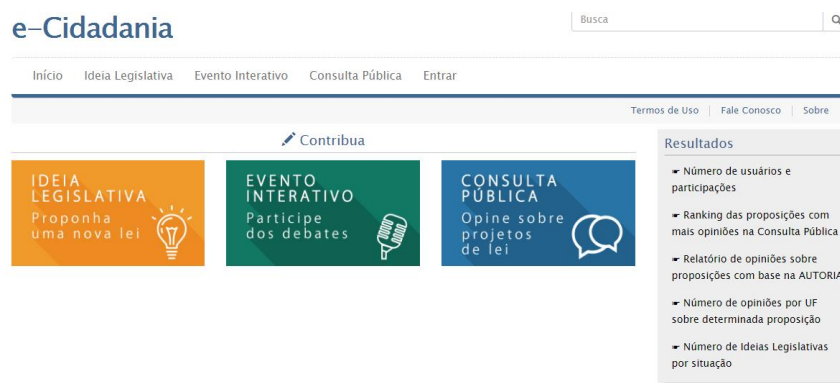 e-Cidadania
Busca
Início Ideia Legislativa Evento Interativo Consulta Pública Entrar
Termos de Uso | Fale Conosco | Sobre
Contribua
IDEIA
LEGISLATIVA
Proponha
uma nova lei
EVENTO
INTERATIVO
Participe
dos debates
CONSULTA
PÚBLICA
Opine sobre
projetos
de lei
Resultados
☛ Número de usuários e
participações
☛ Ranking das proposições com
mais opiniões na Consulta Pública
☛ Relatório de opiniões sobre
proposições com base na AUTORIA
☛ Número de opiniões por UF
sobre determinada proposição
☛ Número de Ideias Legislativas
por situação